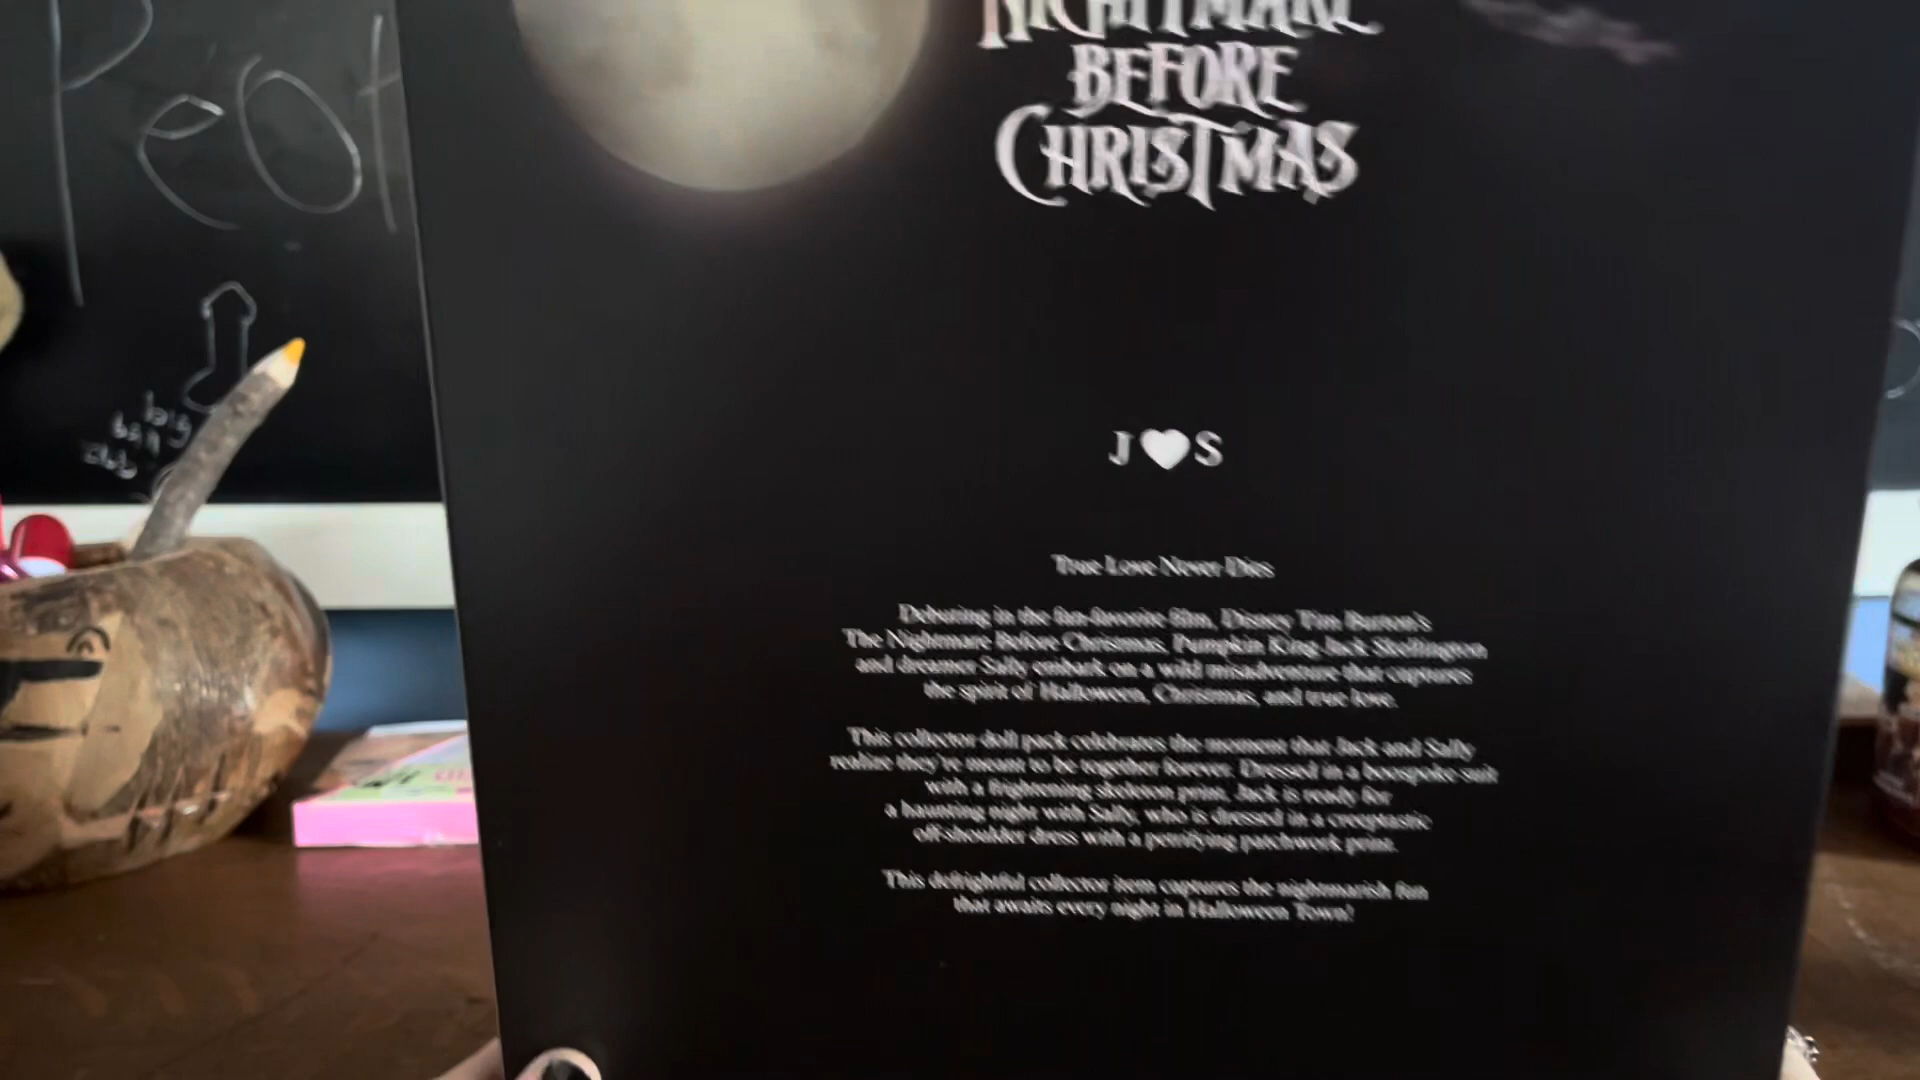 Peot
NIGHTMARE
BEFORE
CHRISTMAS
J ♥ S
True Love Never Dies
Debuting in the fan-favorite film, Disney Tim Burton's
The Nightmare Before Christmas, Pumpkin King Jack Skellington
and dreamer Sally embark on a wild misadventure that captures
the spirit of Halloween, Christmas, and true love.
This collector doll pack celebrates the moment that Jack and Sally
realize they're meant to be together forever. Dressed in a suit
with a frightening skeleton print, Jack is ready for
a haunting night with Sally, who is dressed in a
off-shoulder dress with a patchwork print.
This delrightful collector item captures the nightmarish fun
that awaits every night in Halloween Town!